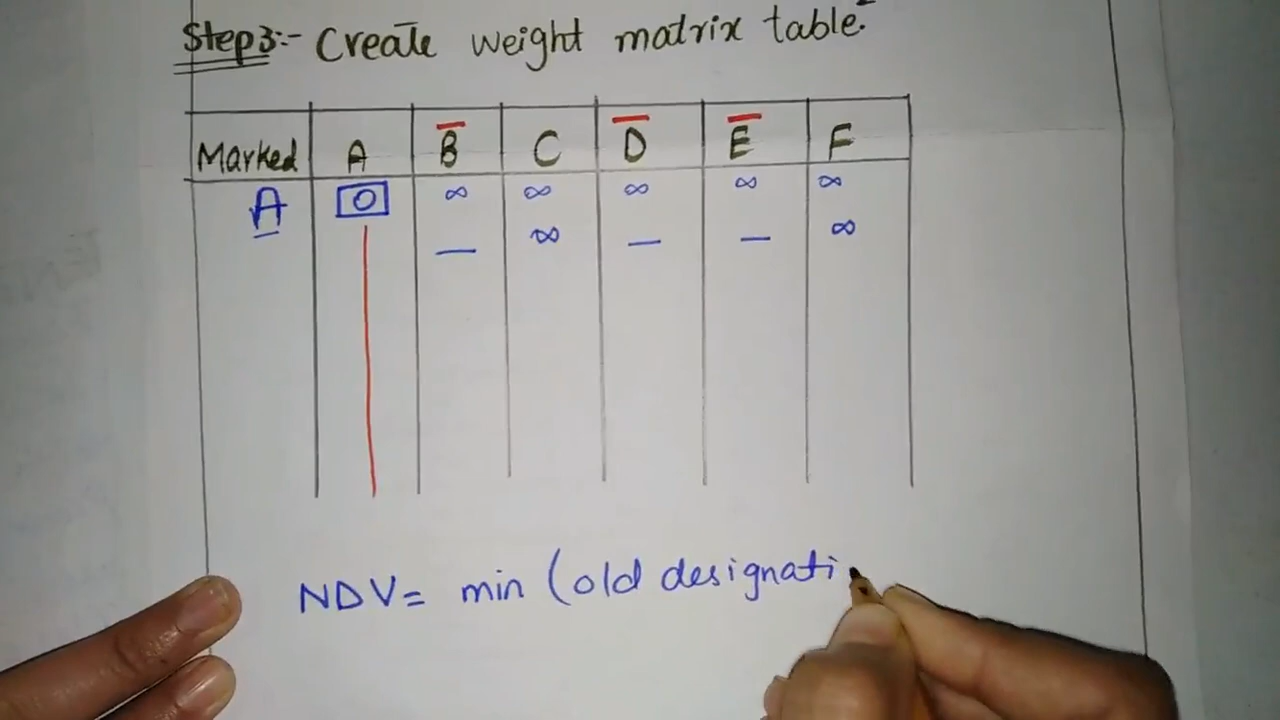 Step3:- Create weight matrix table.
Marked A B C D E F
A 0 ∞ ∞ ∞ ∞ ∞
— ∞ — — ∞
NDV= min (old designati